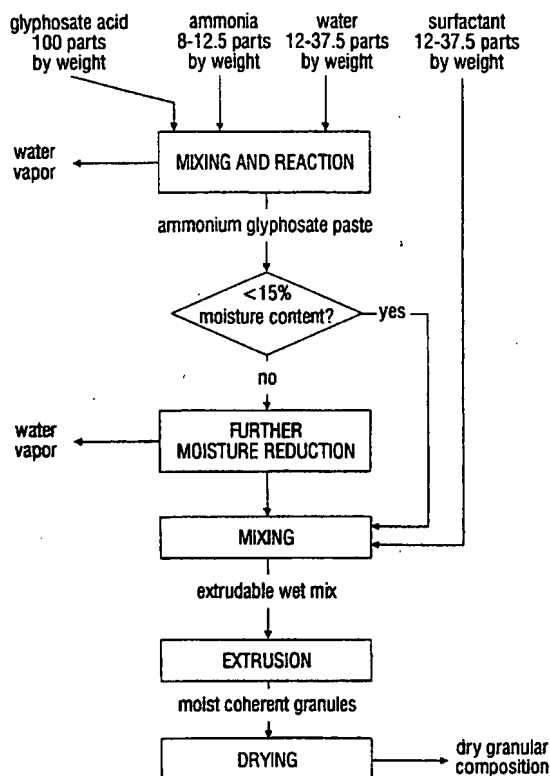 glyphosate acid
100 parts
by weight
ammonia
8-12.5 parts
by weight
water
12-37.5 parts
by weight
surfactant
12-37.5 parts
by weight
water
vapor
MIXING AND REACTION
ammonium glyphosate paste
<15%
moisture content?
yes
no
water
vapor
FURTHER
MOISTURE REDUCTION
MIXING
extrudable wet mix
EXTRUSION
moist coherent granules
DRYING
dry granular
composition